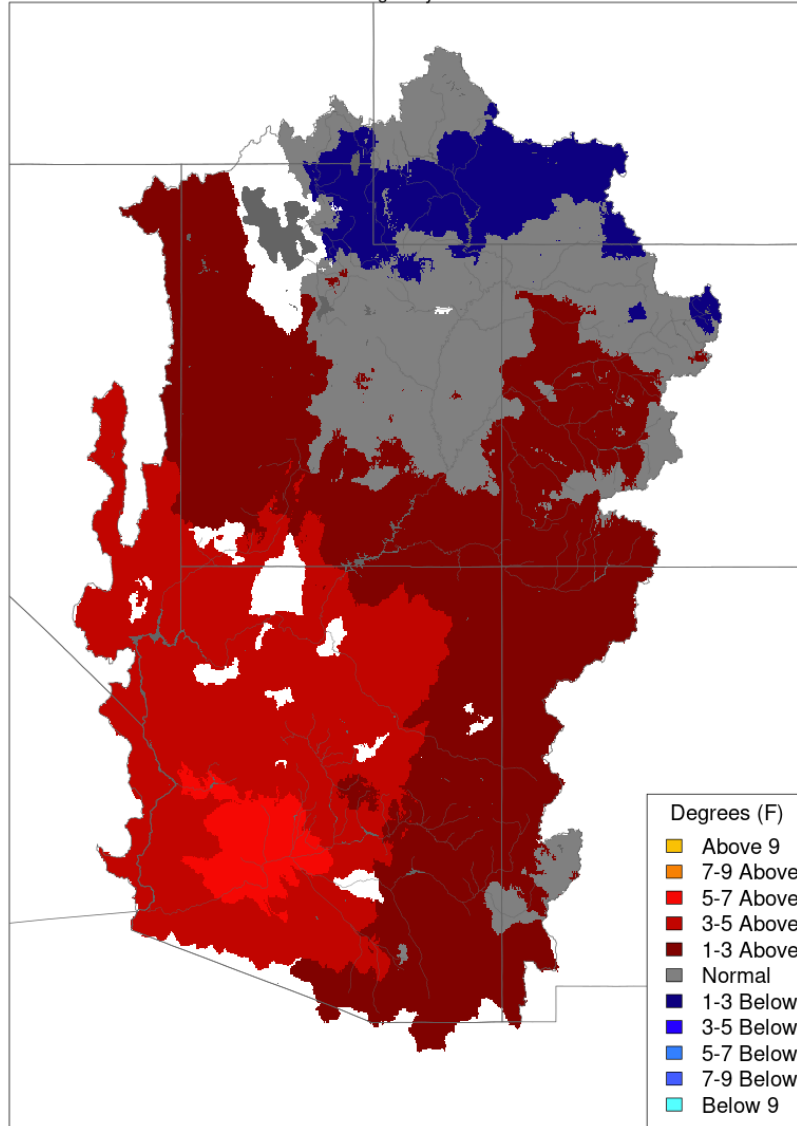 Degrees (F)
Above 9
7-9 Above
5-7 Above
3-5 Above
1-3 Above
Normal
1-3 Below
3-5 Below
5-7 Below
7-9 Below
Below 9